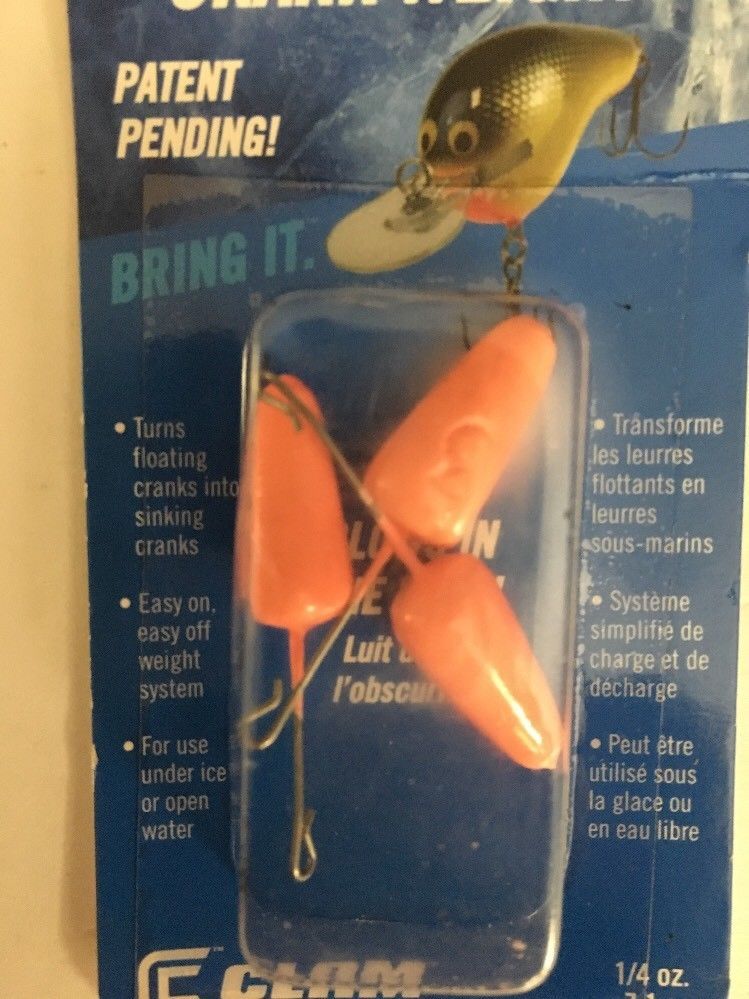 PATENT
PENDING!
BRING IT.™
• Turns
floating
cranks into
sinking
cranks
• Easy on,
easy off
weight
system
• For use
under ice
or open
water
IN
Luit
• Transforme
les leurres
flottants en
leurres
sous-marins
• Système
simplifié de
charge et de
décharge
• Peut être
utilisé sous
la glace ou
en eau libre
CLAM
1/4 oz.